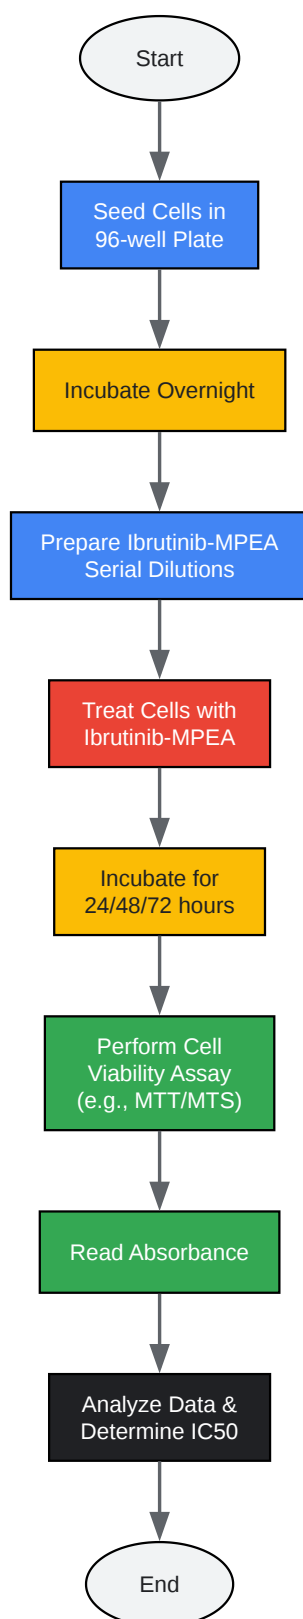 Start
Seed Cells in
96-well Plate
Incubate Overnight
Prepare Ibrutinib-MPEA
Serial Dilutions
Treat Cells with
Ibrutinib-MPEA
Incubate for
24/48/72 hours
Perform Cell
Viability Assay
(e.g., MTT/MTS)
Read Absorbance
Analyze Data &
Determine IC50
End